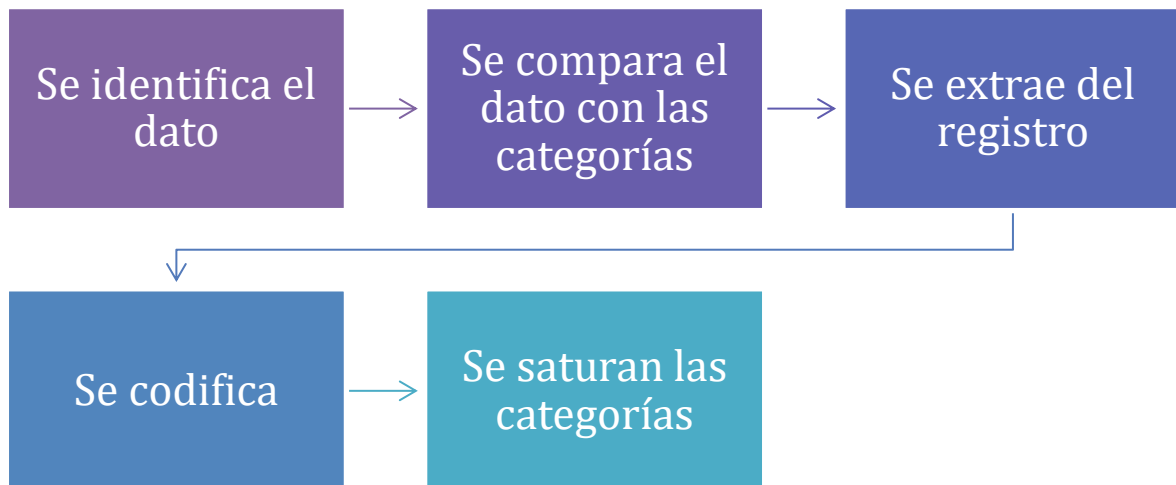 Se identifica el
dato
Se compara el
dato con las
categorías
Se extrae del
registro
Se codifica
Se saturan las
categorías